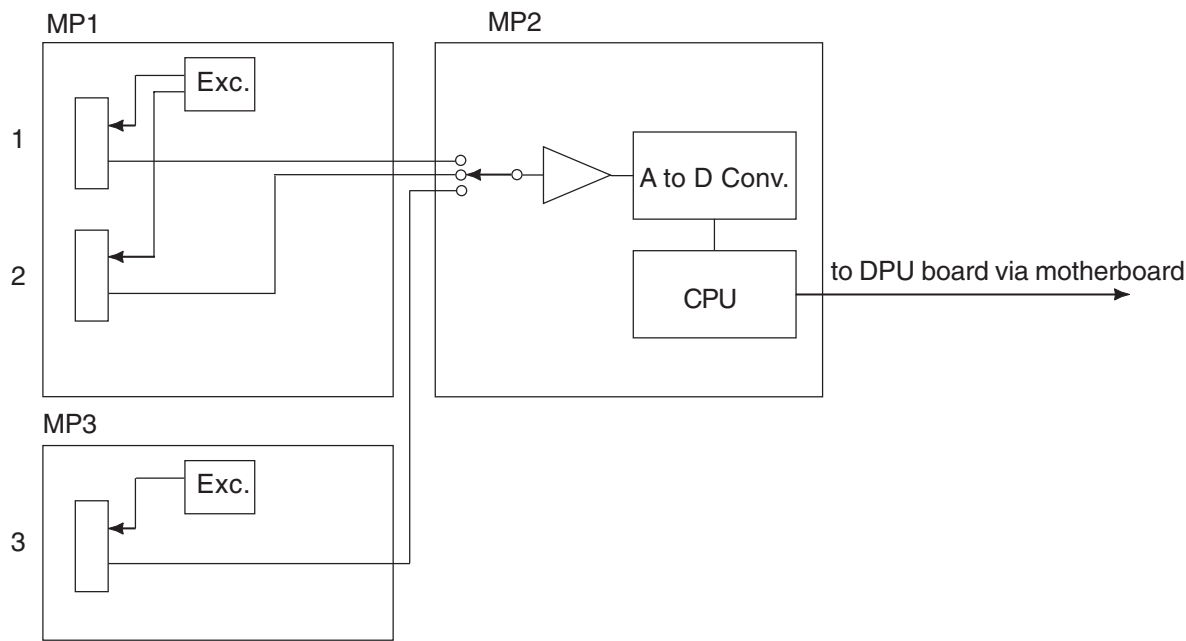 MP1
MP2
Exc.
1
A to D Conv.
2
to DPU board via motherboard
CPU
MP3
Exc.
3